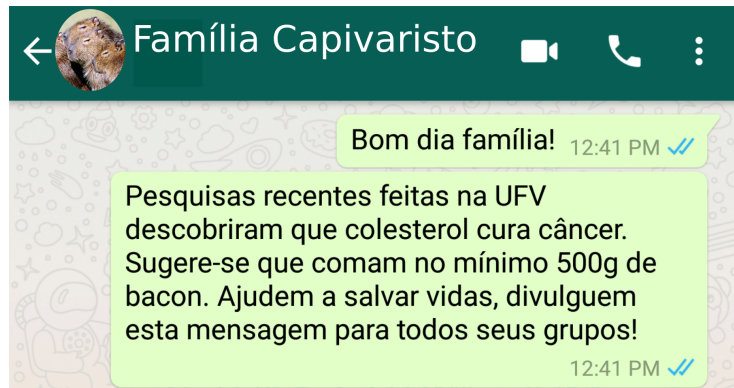 Família Capivaristo
Bom dia família! 12:41 PM
Pesquisas recentes feitas na UFV
descobriram que colesterol cura câncer.
Sugere-se que comam no mínimo 500g de
bacon. Ajudem a salvar vidas, divulguem
esta mensagem para todos seus grupos!
12:41 PM